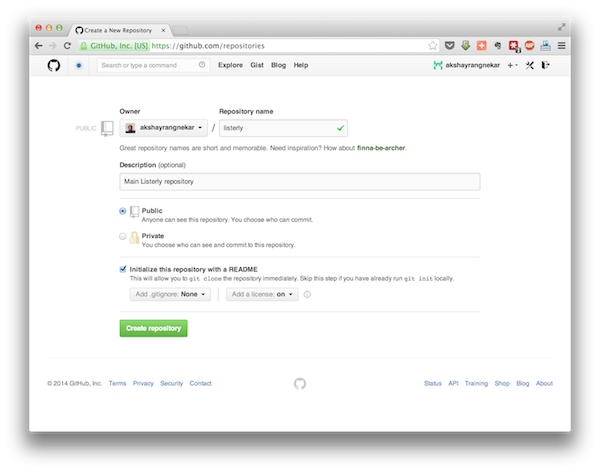 Create a New Repository
GitHub, Inc. [US] https://github.com/repositories
Search or type a command
Explore Gist Blog Help
akshayrangnekar
Owner
Repository name
PUBLIC
akshayrangnekar / listerly
Great repository names are short and memorable. Need inspiration? How about finna-be-archer.
Description (optional)
Main Listerly repository
Public
Anyone can see this repository. You choose who can commit.
Private
You choose who can see and commit to this repository.
Initialize this repository with a README
This will allow you to git clone the repository immediately. Skip this step if you have already run git init locally.
Add .gitignore: None
Add a license: on
Create repository
© 2014 GitHub, Inc. Terms Privacy Security Contact
Status API Training Shop Blog About